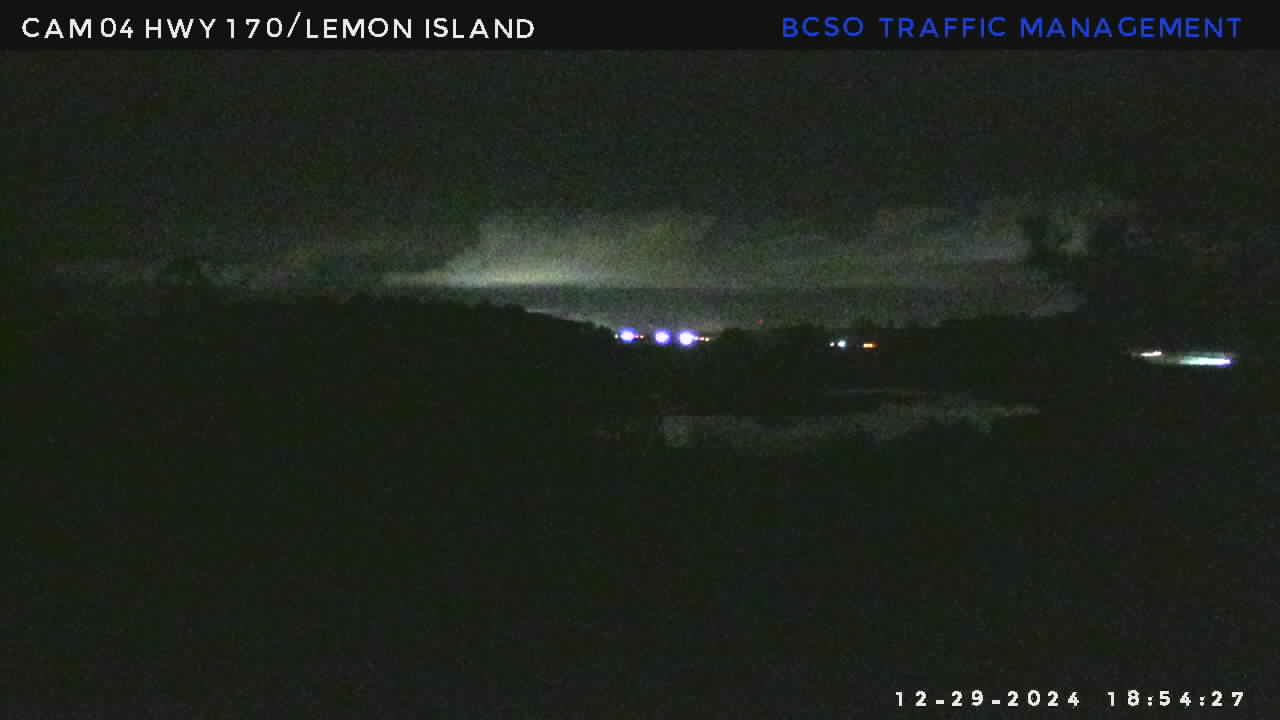 CAM04 HWY 170/LEMON ISLAND
BCSO TRAFFIC MANAGEMENT
12-29-2024 18:54:27